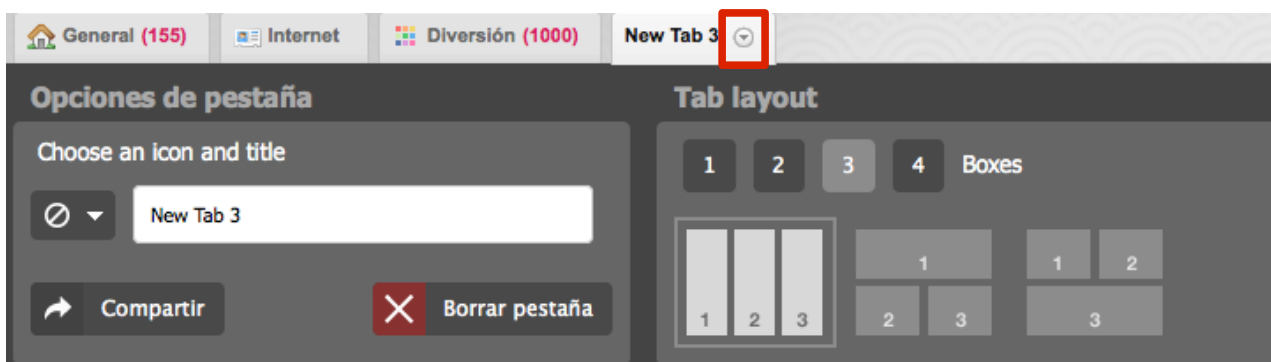 General (155) Internet Diversión (1000) New Tab 3
Opciones de pestaña
Choose an icon and title
New Tab 3
Compartir Borrar pestaña
Tab layout
1 2 3 4 Boxes
1 2 3
1
2 3
1 2
3